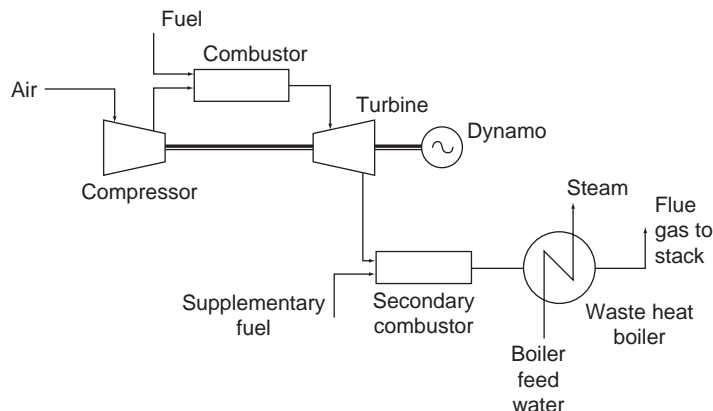 Fuel
Combustor
Air
Turbine
Dynamo
Compressor
Steam
Flue
gas to
stack
Supplementary
fuel
Secondary
combustor
Waste heat
boiler
Boiler
feed
water